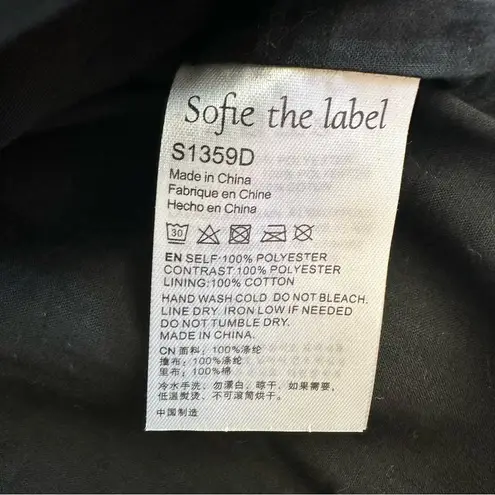 Sofie the label
S1359D
Made in China
Fabrique en Chine
Hecho en China
30
EN SELF:100% POLYESTER
CONTRAST:100% POLYESTER
LINING:100% COTTON
HAND WASH COLD DO NOT BLEACH.
LINE DRY. IRON LOW IF NEEDED
DO NOT TUMBLE DRY.
MADE IN CHINA.
CN 面料：100%涤纶
撞布：100%涤纶
里布：100%棉
冷水手洗，勿漂白，晾干，如果需要，
低温熨烫，不可滚筒烘干。
中国制造